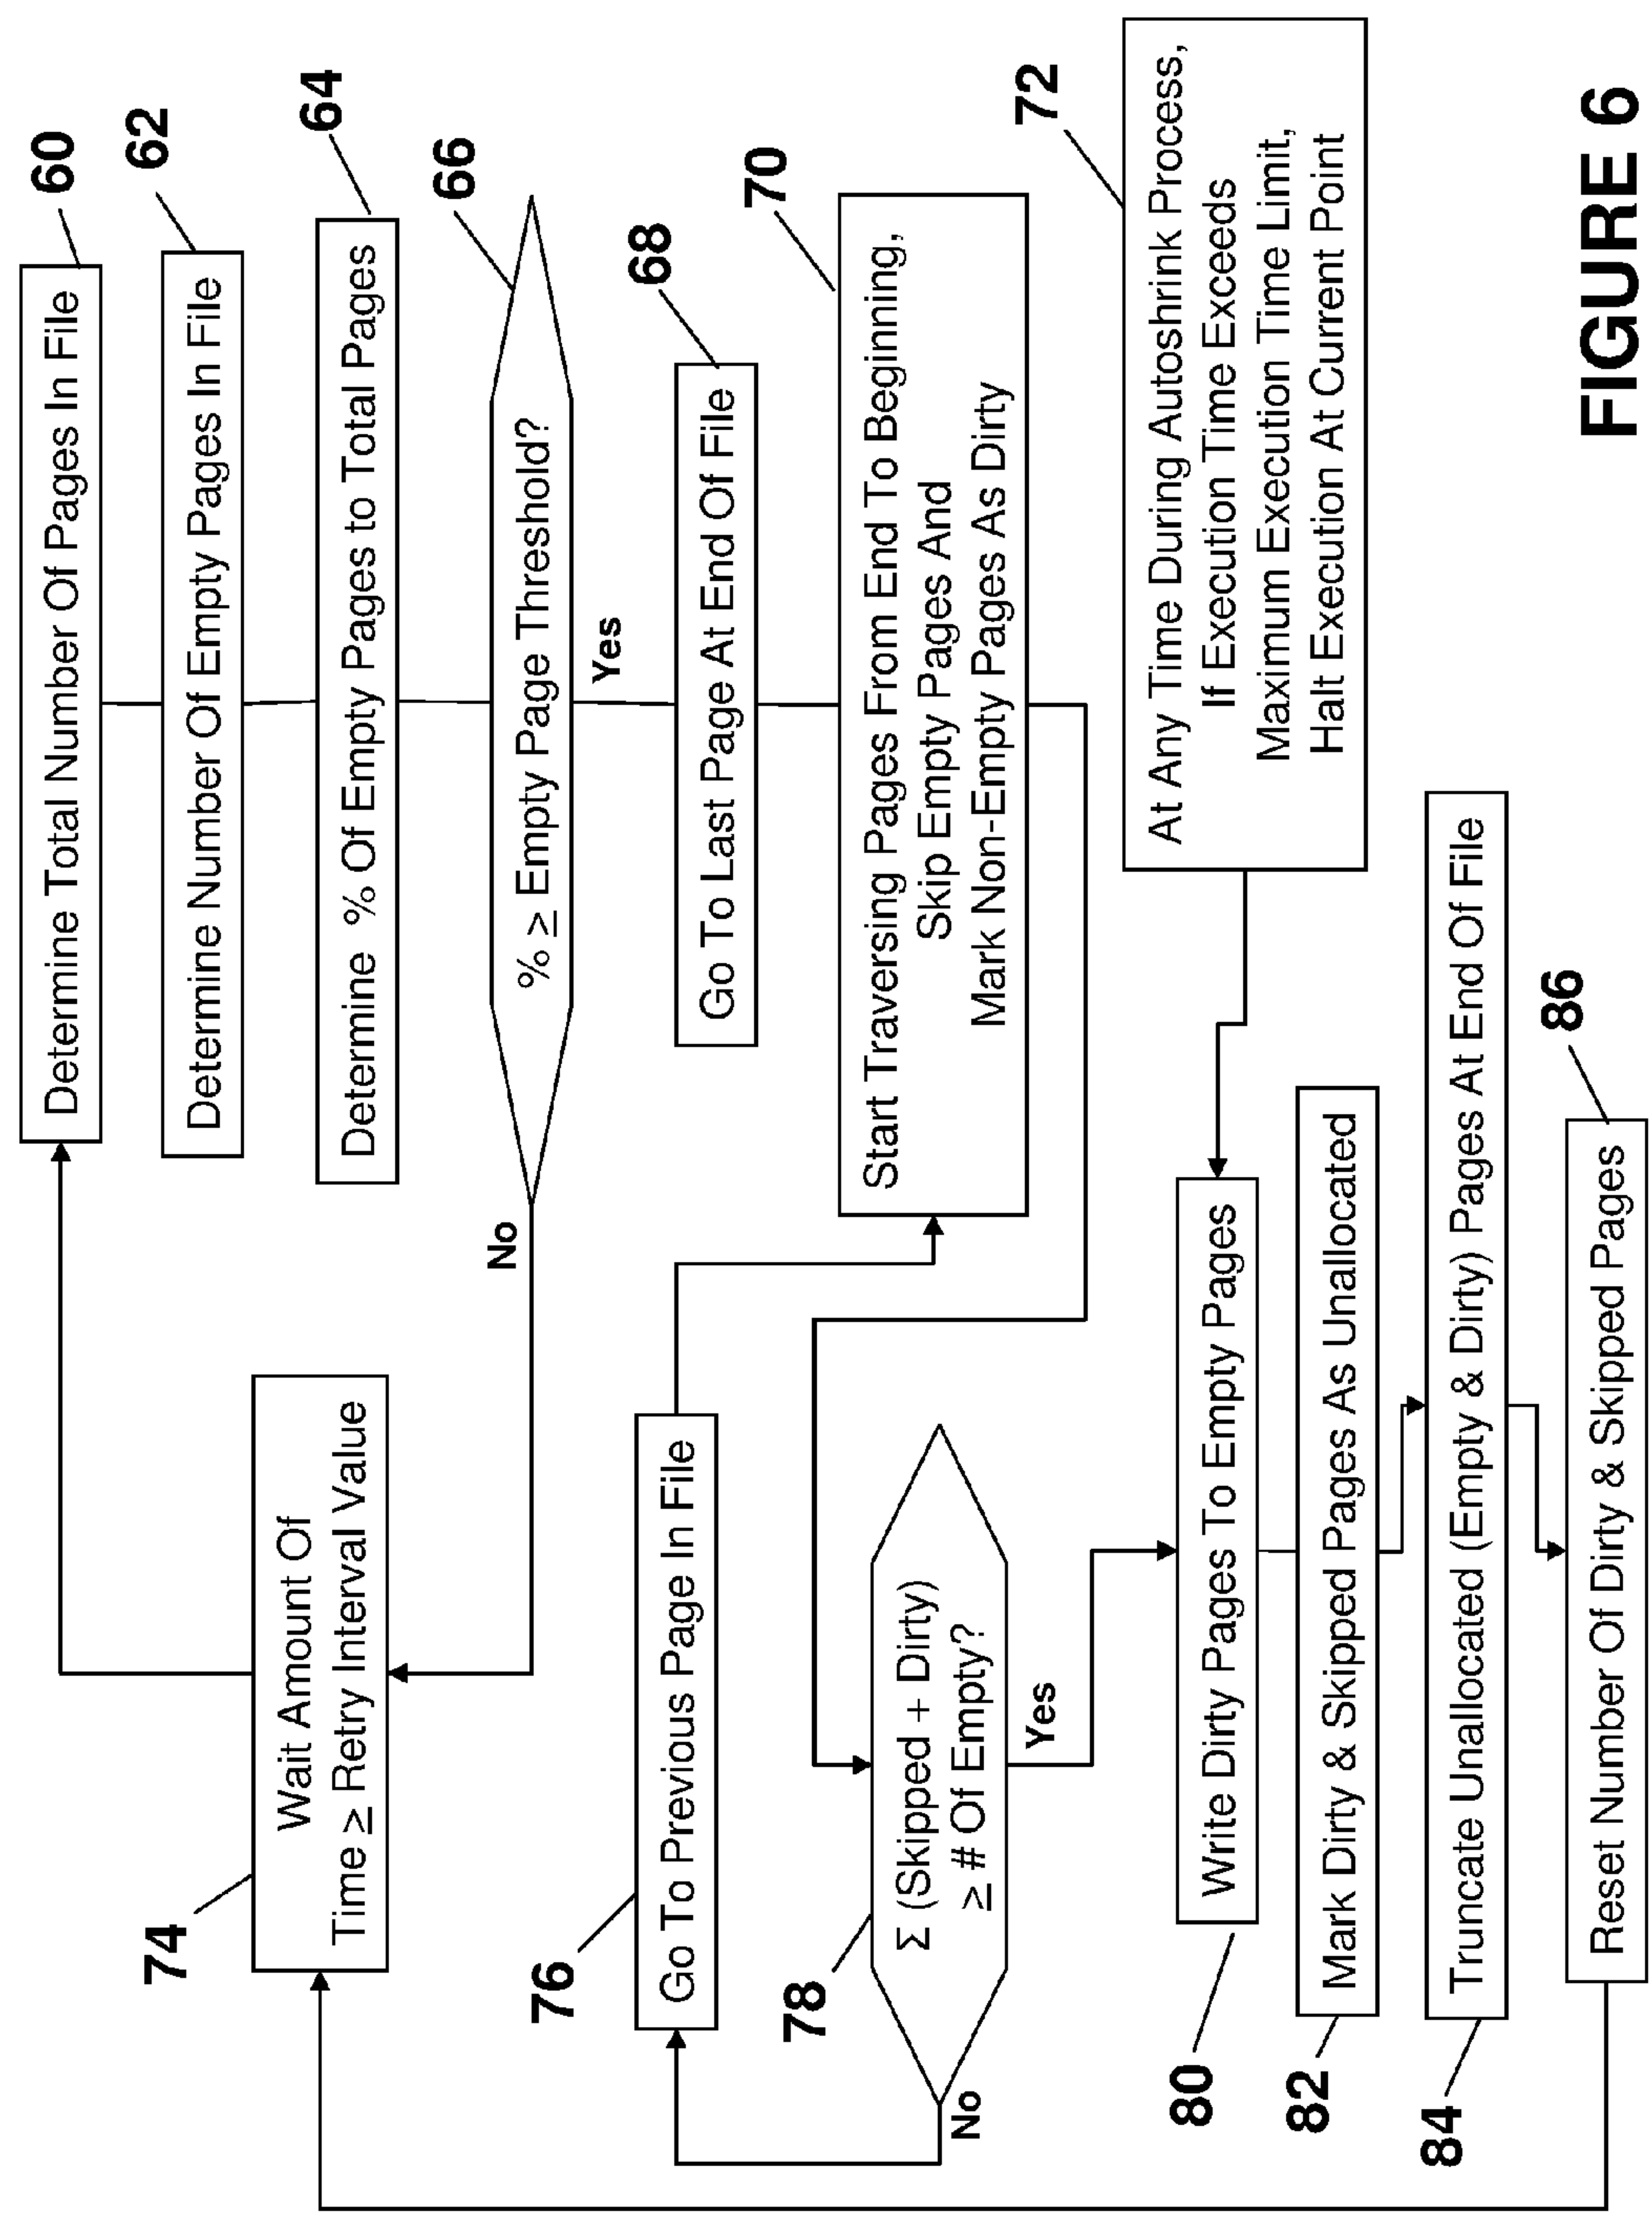 60
Determine Total Number Of Pages In File
62
Determine Number Of Empty Pages In File
64
Determine % Of Empty Pages to Total Pages
66
% ≥ Empty Page Threshold?
No
Yes
74
Wait Amount Of
Time ≥ Retry Interval Value
68
Go To Last Page At End Of File
76
Go To Previous Page In File
70
Start Traversing Pages From End To Beginning,
Skip Empty Pages And
Mark Non-Empty Pages As Dirty
78
Σ (Skipped + Dirty)
≥ # Of Empty?
No
Yes
72
At Any Time During Autoshrink Process,
If Execution Time Exceeds
Maximum Execution Time Limit,
Halt Execution At Current Point
80
Write Dirty Pages To Empty Pages
82
Mark Dirty & Skipped Pages As Unallocated
84
Truncate Unallocated (Empty & Dirty) Pages At End Of File
86
Reset Number Of Dirty & Skipped Pages
FIGURE 6